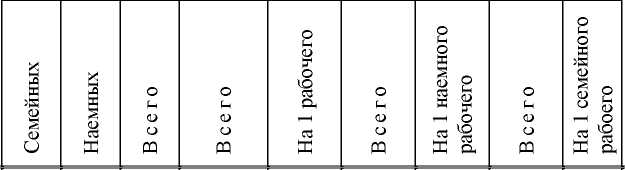 Семейных
Наемных
В с е г о
В с е г о
На 1 рабочего
В с е г о
На 1 наемного
рабочего
В с е г о
На 1 семейного
рабоего